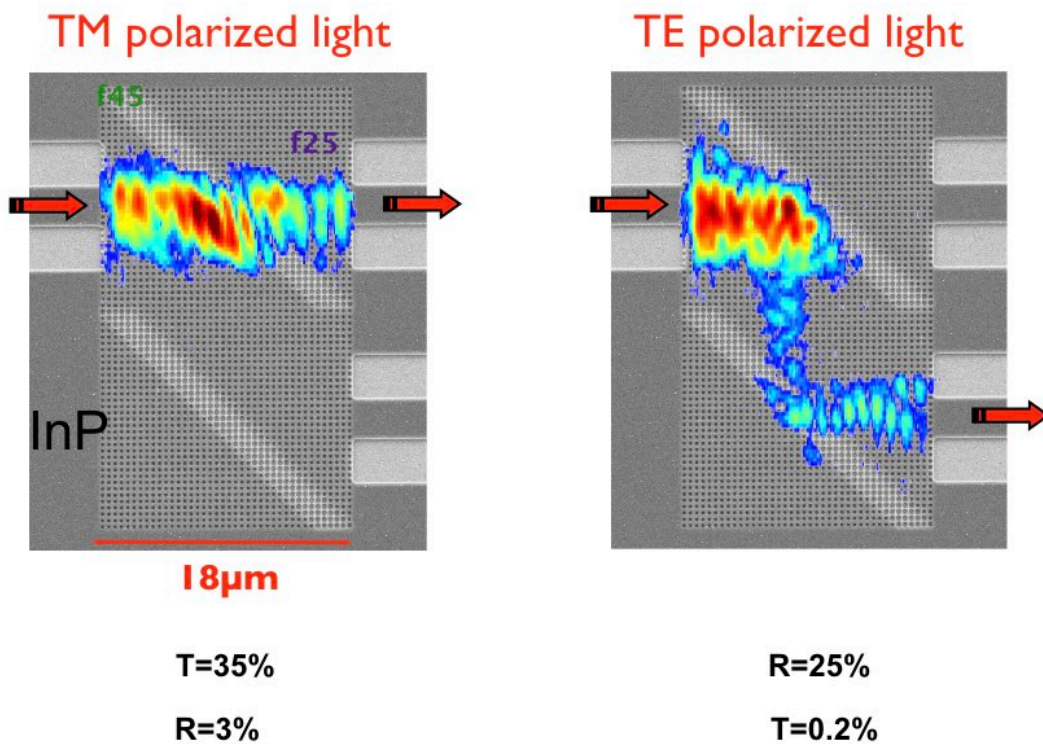 TM polarized light
TE polarized light
f45
f25
InP
18µm
T=35%
R=25%
R=3%
T=0.2%